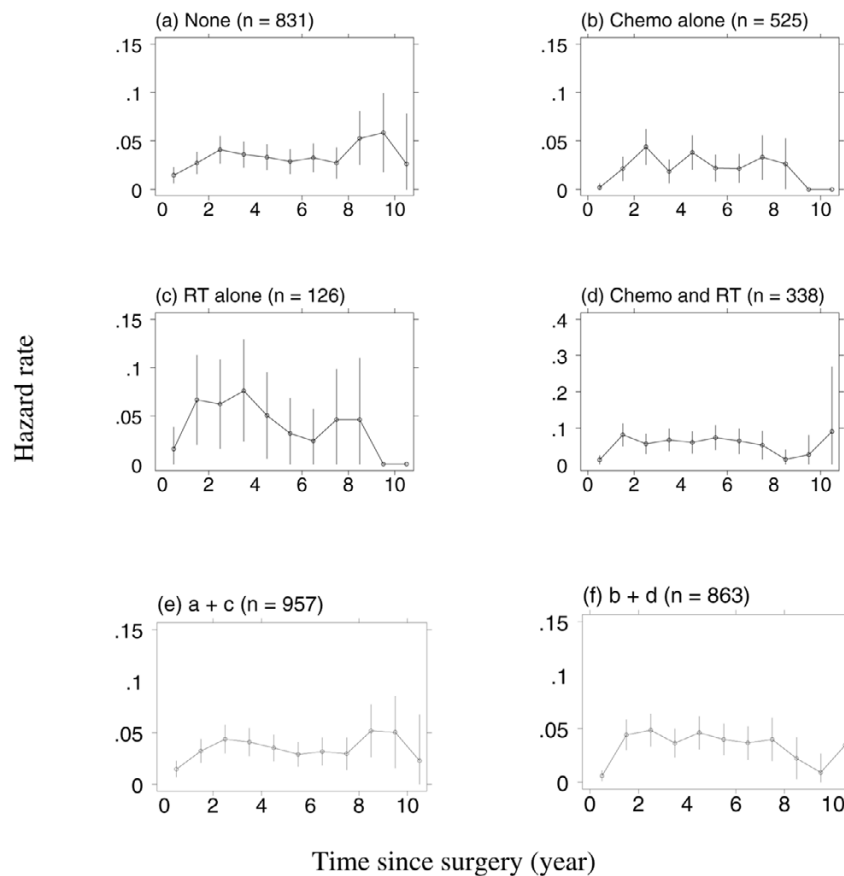 (a) None (n = 831)
.15
.1
.05
0
0 2 4 6 8 10
(b) Chemo alone (n = 525)
.15
.1
.05
0
0 2 4 6 8 10
(c) RT alone (n = 126)
.15
.1
.05
0
0 2 4 6 8 10
(d) Chemo and RT (n = 338)
.4
.3
.2
.1
0
0 2 4 6 8 10
Hazard rate
(e) a + c (n = 957)
.15
.1
.05
0
0 2 4 6 8 10
(f) b + d (n = 863)
.15
.1
.05
0
0 2 4 6 8 10
Time since surgery (year)